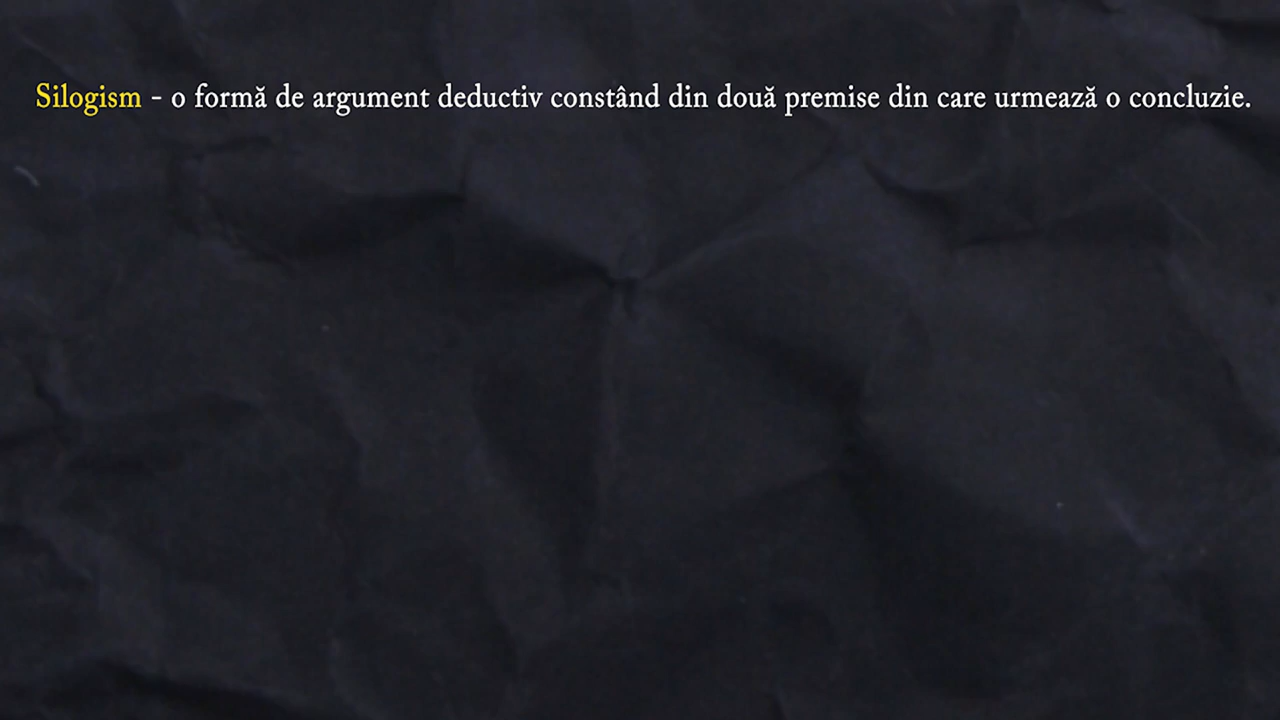 Silogism - o formă de argument deductiv constând din două premise din care urmează o concluzie.